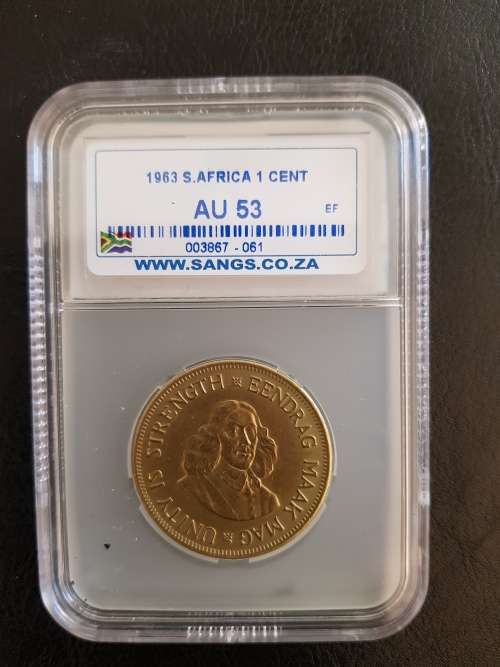 1963 S.AFRICA 1 CENT
AU 53
EF
003867 - 061
WWW.SANGS.CO.ZA
UNITY IS STRENGTH EENDRAG MAAK MAG